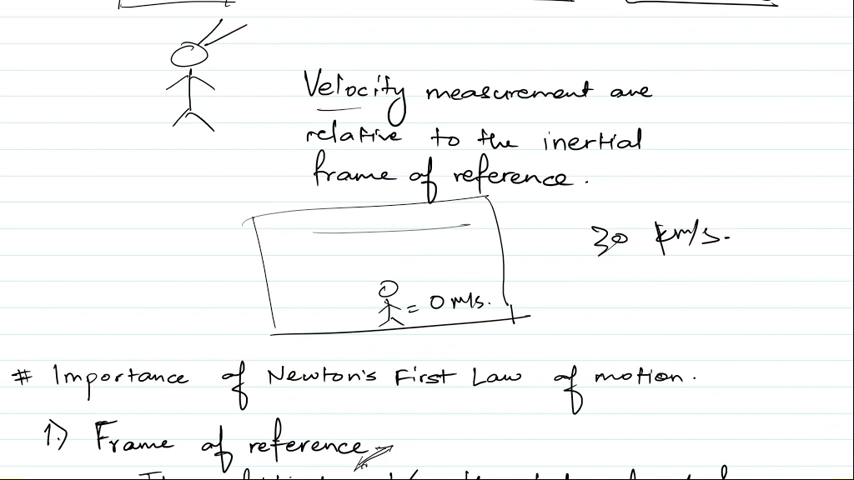 Velocity measurement are
relative to the inertial
frame of reference.
30 km/s.
= 0 m/s.
# Importance of Newton's First Law of motion.
1.) Frame of reference